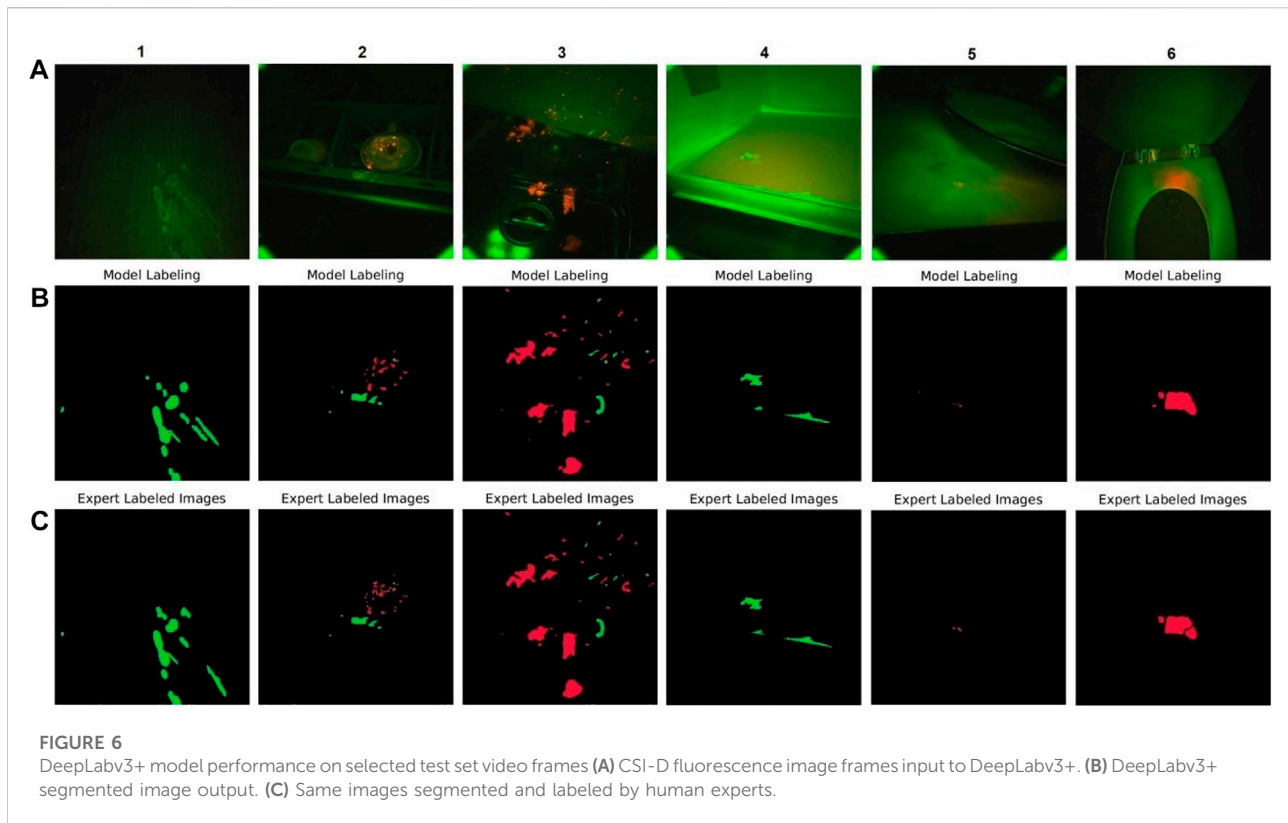 1 2 3 4 5 6
A
Model Labeling Model Labeling Model Labeling Model Labeling Model Labeling Model Labeling
B
Expert Labeled Images Expert Labeled Images Expert Labeled Images Expert Labeled Images Expert Labeled Images Expert Labeled Images
C
FIGURE 6
DeepLabv3+ model performance on selected test set video frames (A) CSI-D fluorescence image frames input to DeepLabv3+. (B) DeepLabv3+
segmented image output. (C) Same images segmented and labeled by human experts.